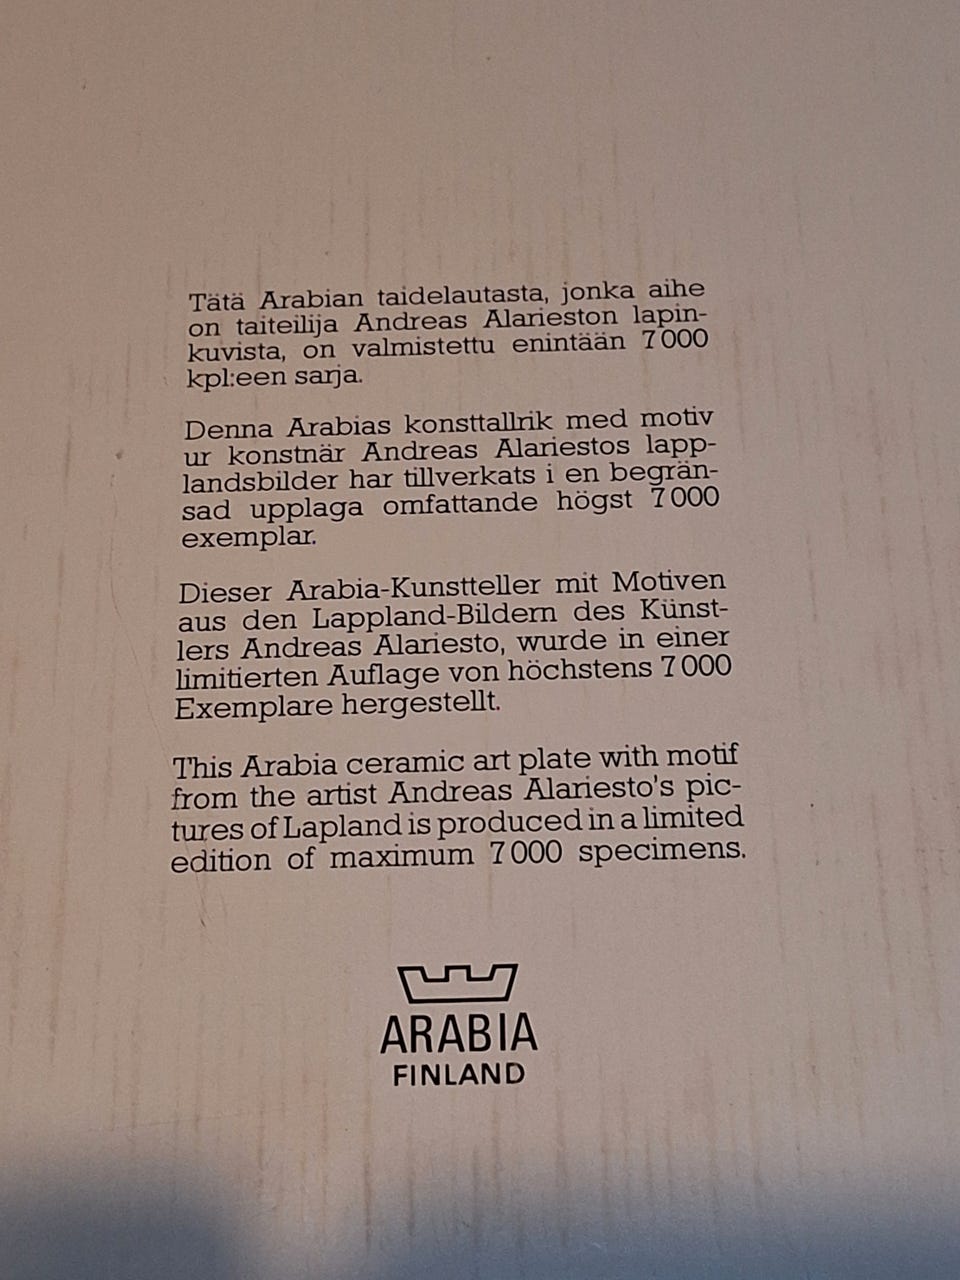 Tätä Arabian taidelautasta, jonka aihe
on taiteilija Andreas Alarieston lapin-
kuvista, on valmistettu enintään 7000
kpl:een sarja.
Denna Arabias konsttallrik med motiv
ur konstnär Andreas Alariestos lapp-
landsbilder har tillverkats i en begrän-
sad upplaga omfattande högst 7000
exemplar.
Dieser Arabia-Kunstteller mit Motiven
aus den Lappland-Bildern des Künst-
lers Andreas Alariesto, wurde in einer
limitierten Auflage von höchstens 7000
Exemplare hergestellt.
This Arabia ceramic art plate with motif
from the artist Andreas Alariesto's pic-
tures of Lapland is produced in a limited
edition of maximum 7000 specimens.
ARABIA
FINLAND